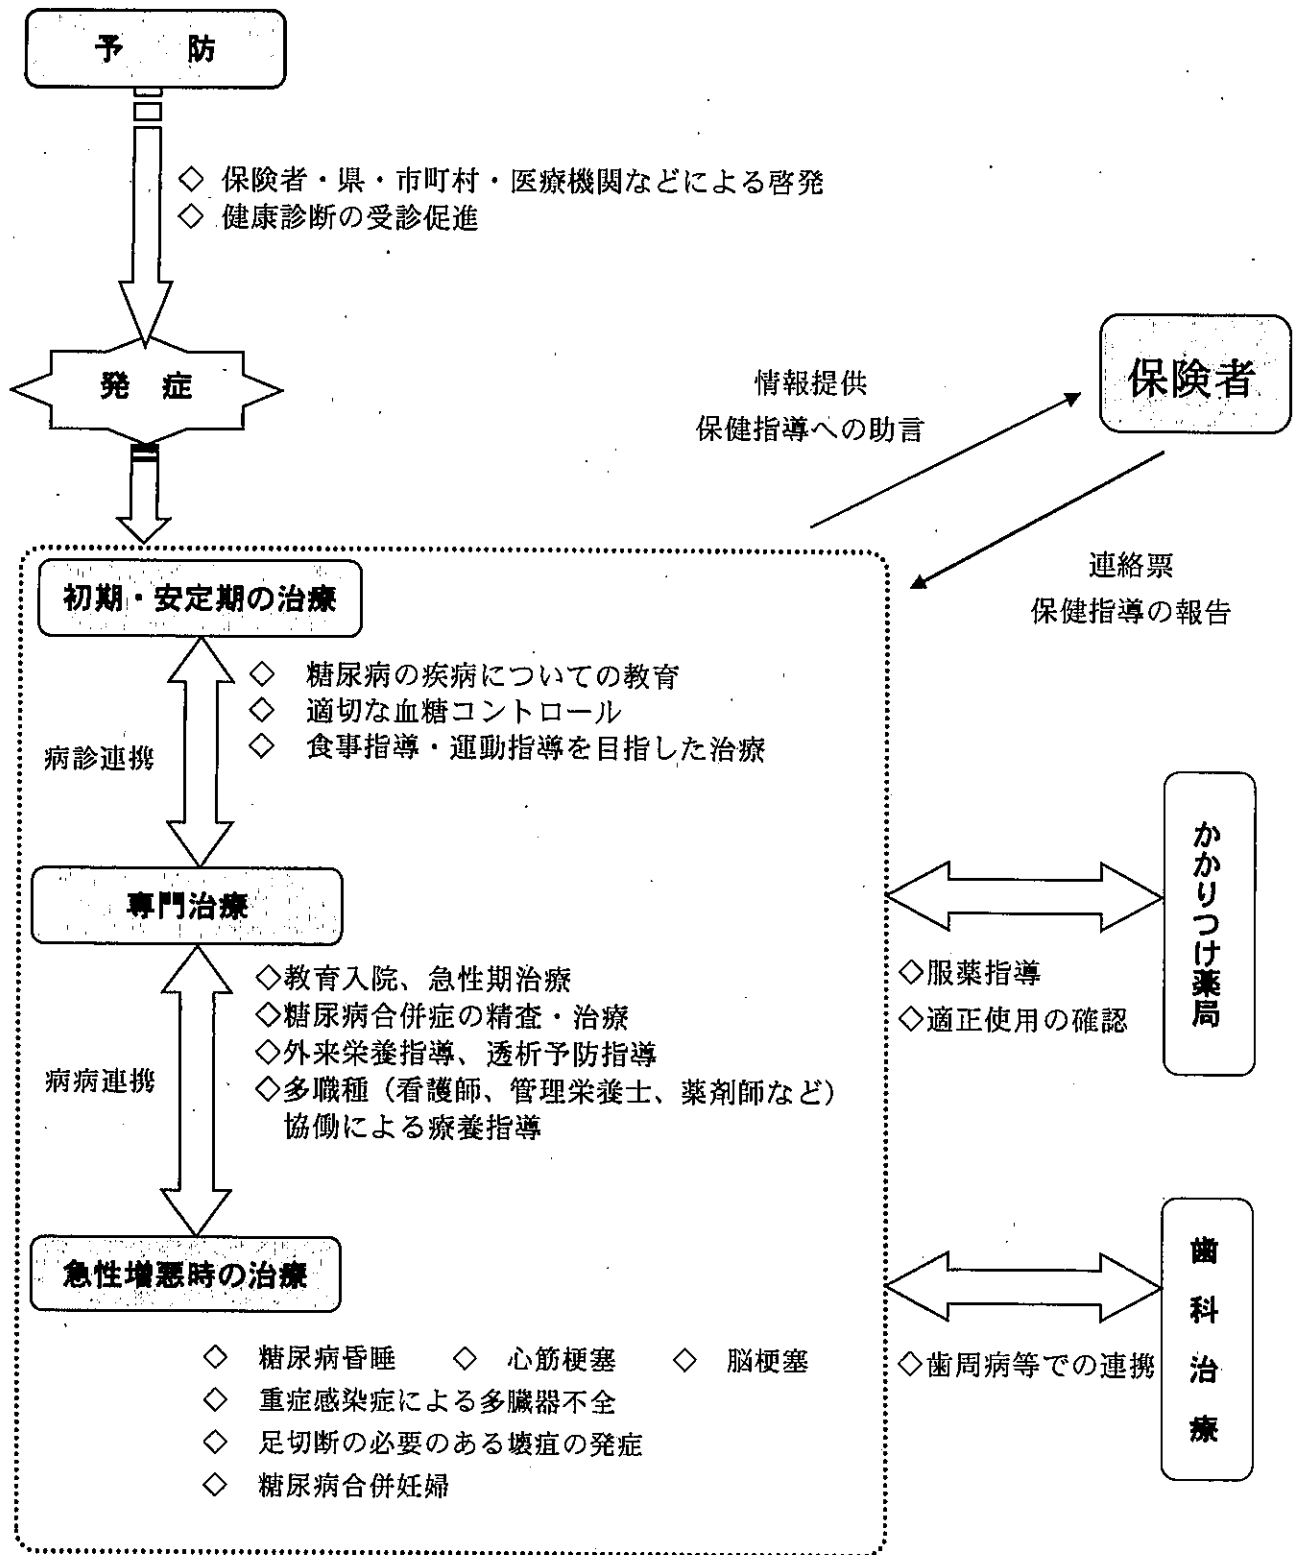 予 防
◇ 保険者・県・市町村・医療機関などによる啓発
◇ 健康診断の受診促進
発 症
保険者
情報提供
保健指導への助言
連絡票
保健指導の報告
初期・安定期の治療
◇ 糖尿病の疾病についての教育
◇ 適切な血糖コントロール
◇ 食事指導・運動指導を目指した治療
病診連携
専門治療
◇教育入院、急性期治療
◇糖尿病合併症の精査・治療
◇外来栄養指導、透析予防指導
◇多職種（看護師、管理栄養士、薬剤師など）
協働による療養指導
病病連携
かかりつけ薬局
◇服薬指導
◇適正使用の確認
急性増悪時の治療
◇ 糖尿病昏睡 ◇ 心筋梗塞 ◇ 脳梗塞
◇ 重症感染症による多臓器不全
◇ 足切断の必要のある壊疽の発症
◇ 糖尿病合併妊婦
歯科治療
◇歯周病等での連携